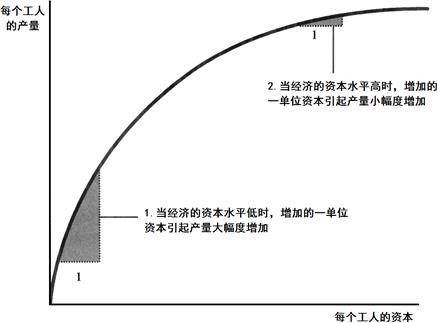 每个工人
的产量
1
2.当经济的资本水平高时，增加的
一单位资本引起产量小幅度增加
1.当经济的资本水平低时，增加的一单位
资本引起产量大幅度增加
1
每个工人的资本